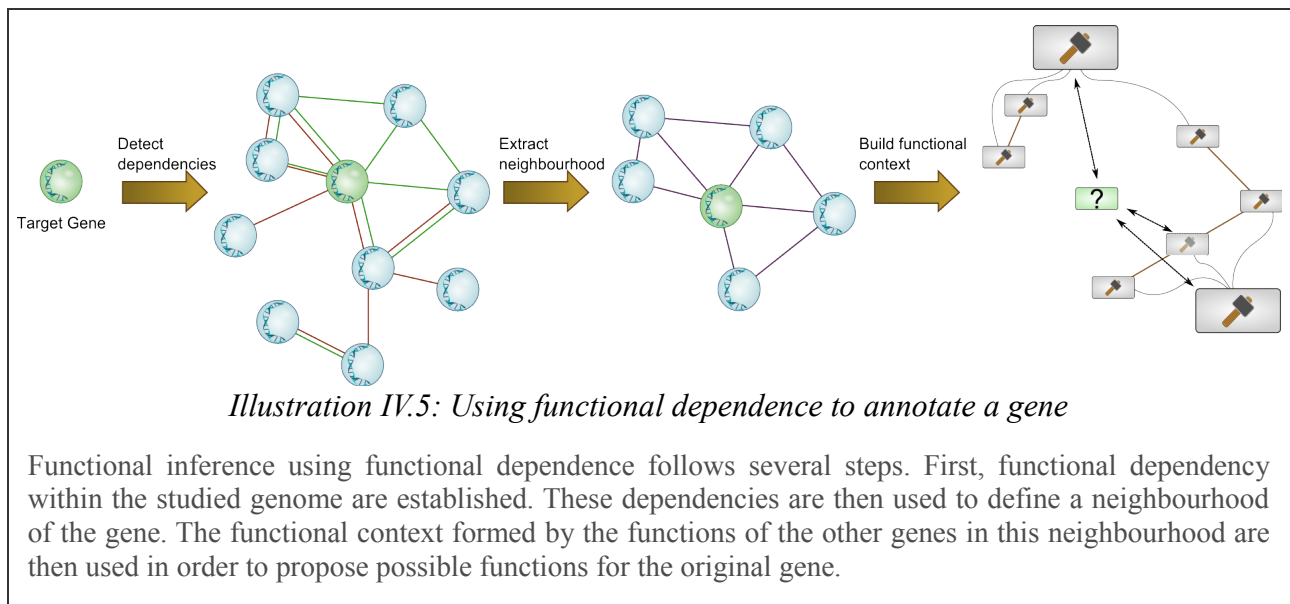 Detect
dependencies
Extract
neighbourhood
Build functional
context
Target Gene
?
Illustration IV.5: Using functional dependence to annotate a gene
Functional inference using functional dependence follows several steps. First, functional dependency
within the studied genome are established. These dependencies are then used to define a neighbourhood
of the gene. The functional context formed by the functions of the other genes in this neighbourhood are
then used in order to propose possible functions for the original gene.